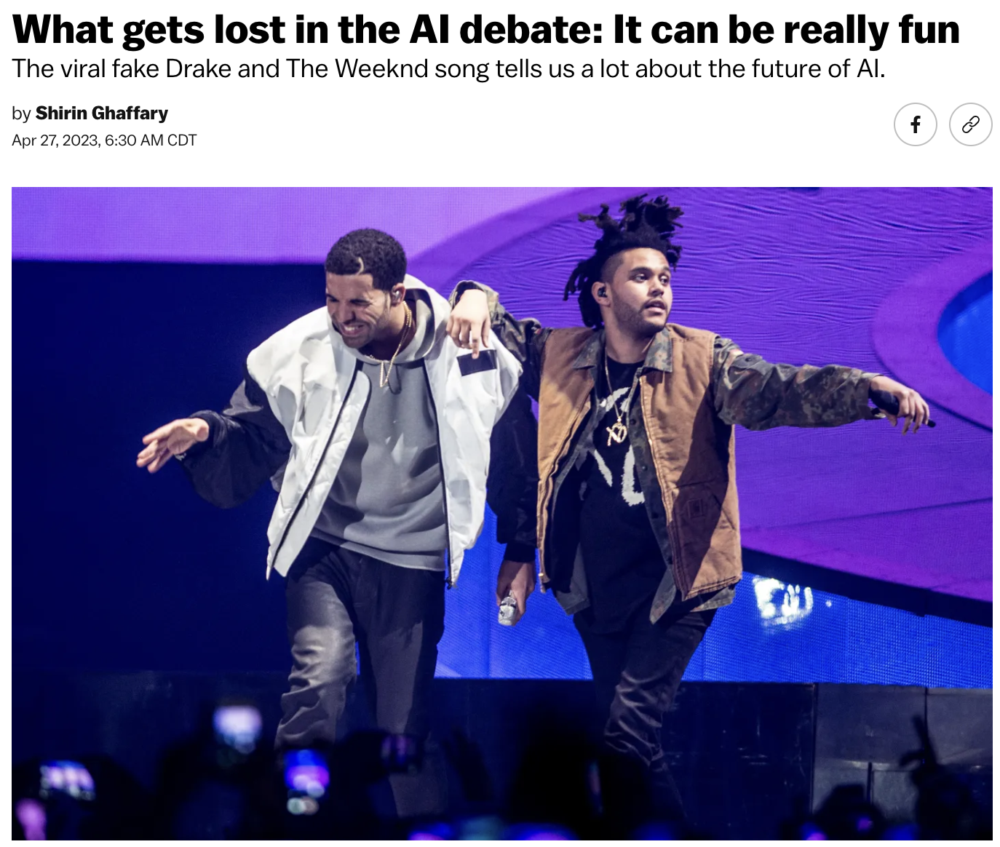 What gets lost in the AI debate: It can be really fun
The viral fake Drake and The Weeknd song tells us a lot about the future of AI.
by Shirin Ghaffary
Apr 27, 2023, 6:30 AM CDT
XO